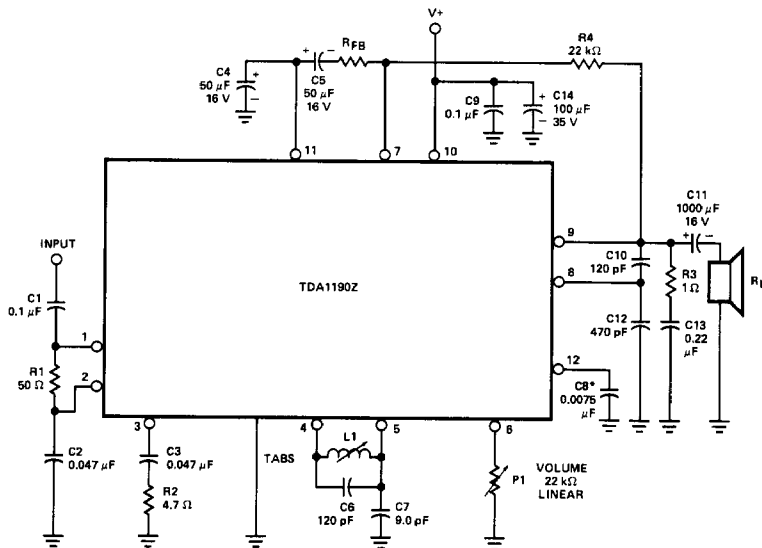 V+
R4
22 kΩ
C4
50 μF
16 V
+
−
+
−
C5
50 μF
16 V
RFB
C9
0.1 μF
+
−
C14
100
μF
35 V
11
7
10
INPUT
C1
0.1 μF
1
R1
50 Ω
2
C2
0.047 μF
TDA1190Z
9
8
12
C11
1000 μF
16 V
+
−
C10
120 pF
R3
1 Ω
C12
470 pF
C13
0.22
μF
C8*
0.0075
μF
3
C3
0.047 μF
R2
4.7 Ω
TABS
4
L1
5
C6
120 pF
C7
9.0 pF
6
P1
VOLUME
22 kΩ
LINEAR